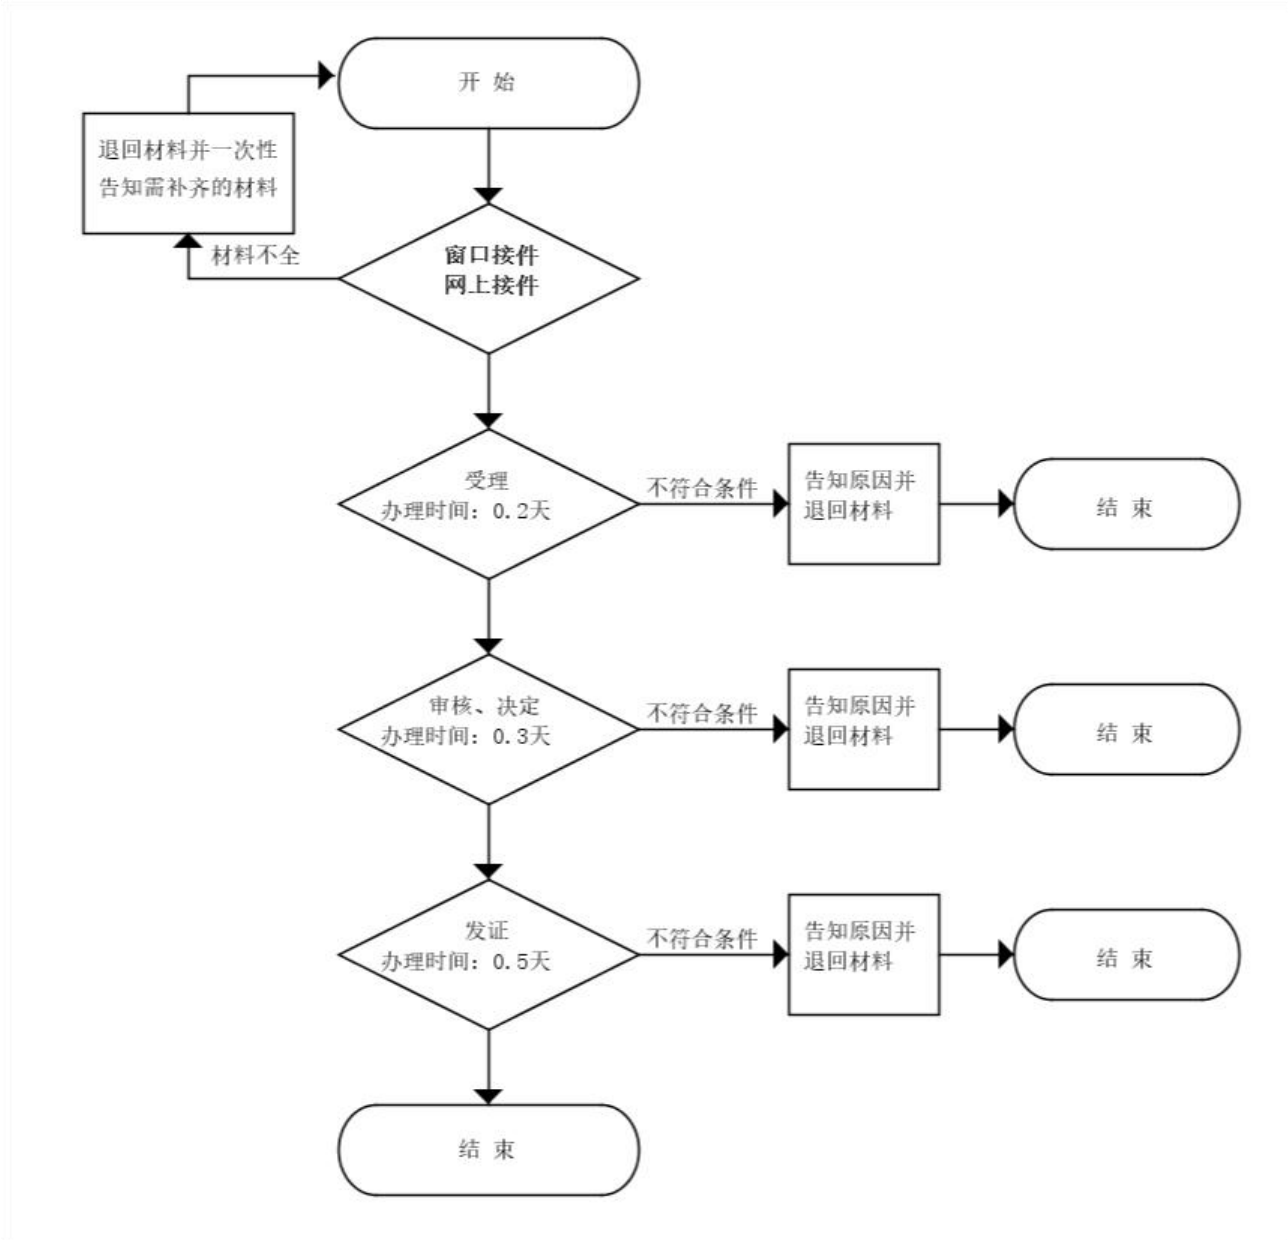 开 始
退回材料并一次性
告知需补齐的材料
材料不全
窗口接件
网上接件
受理
办理时间：0.2天
不符合条件
告知原因并
退回材料
结 束
审核、决定
办理时间：0.3天
不符合条件
告知原因并
退回材料
结 束
发证
办理时间：0.5天
不符合条件
告知原因并
退回材料
结 束
结 束